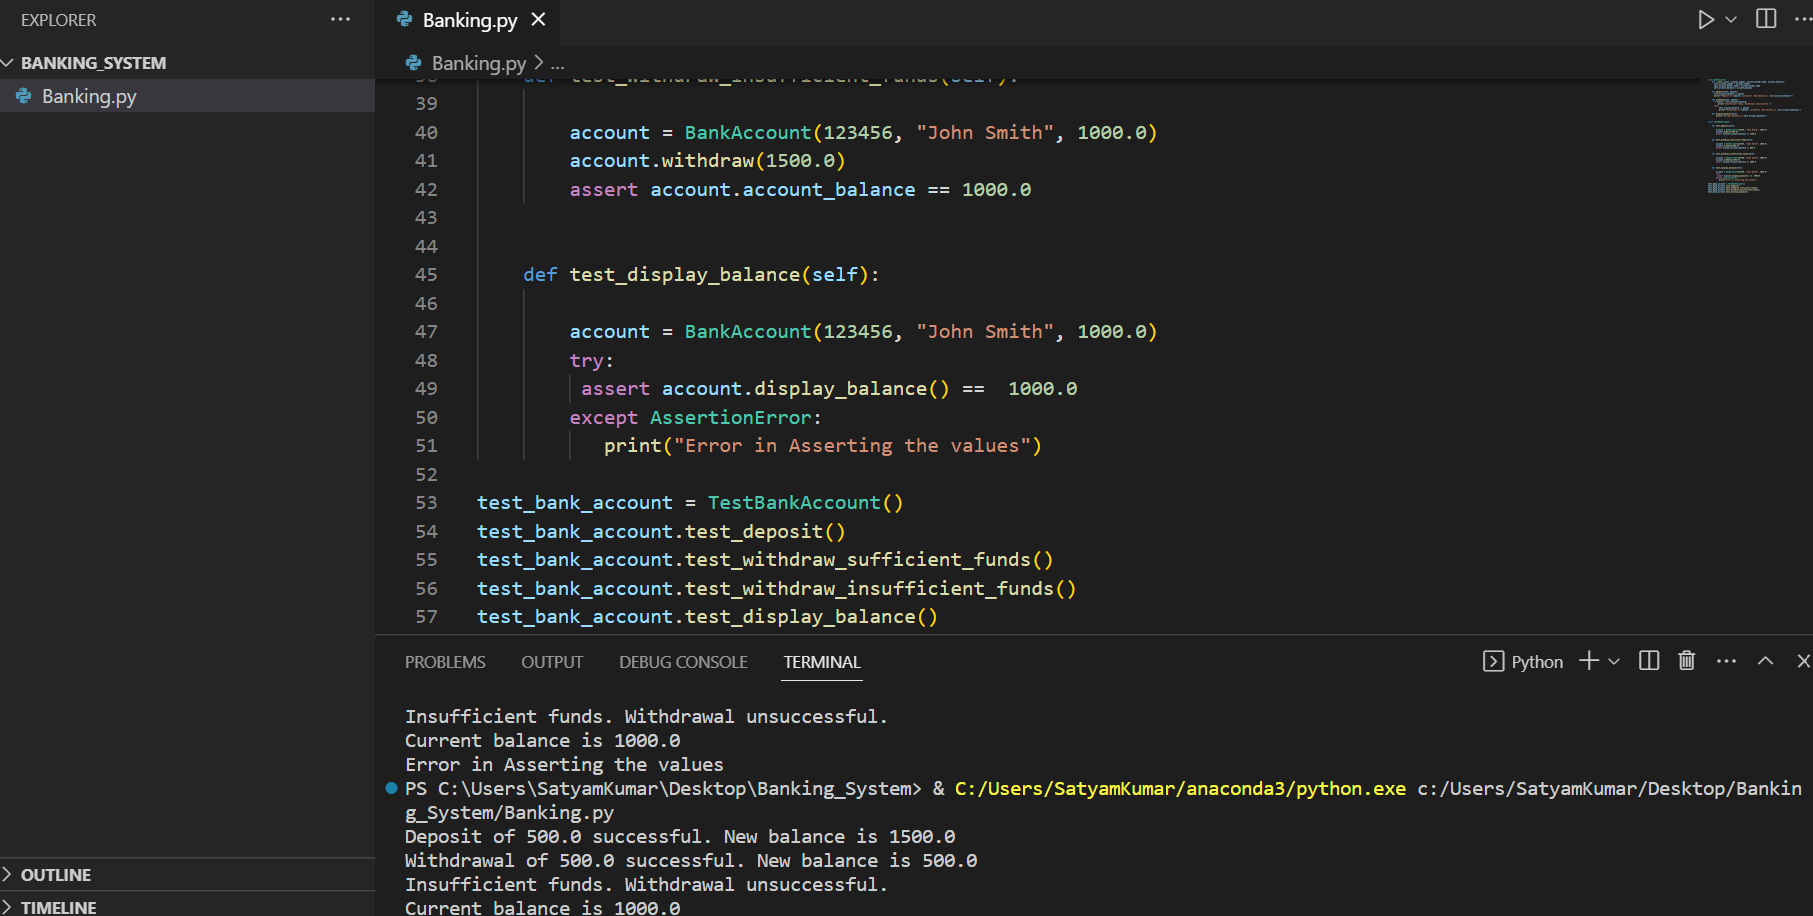 EXPLORER
Banking.py
BANKING_SYSTEM
Banking.py
Banking.py > ...
38 def test_withdraw_insufficient_funds(self):
39
40 account = BankAccount(123456, "John Smith", 1000.0)
41 account.withdraw(1500.0)
42 assert account.account_balance == 1000.0
43
44
45 def test_display_balance(self):
46
47 account = BankAccount(123456, "John Smith", 1000.0)
48 try:
49 assert account.display_balance() ==  1000.0
50 except AssertionError:
51 print("Error in Asserting the values")
52
53 test_bank_account = TestBankAccount()
54 test_bank_account.test_deposit()
55 test_bank_account.test_withdraw_sufficient_funds()
56 test_bank_account.test_withdraw_insufficient_funds()
57 test_bank_account.test_display_balance()
PROBLEMS OUTPUT DEBUG CONSOLE TERMINAL Python
Insufficient funds. Withdrawal unsuccessful.
Current balance is 1000.0
Error in Asserting the values
PS C:\Users\SatyamKumar\Desktop\Banking_System> & C:/Users/SatyamKumar/anaconda3/python.exe c:/Users/SatyamKumar/Desktop/Bankin
g_System/Banking.py
Deposit of 500.0 successful. New balance is 1500.0
Withdrawal of 500.0 successful. New balance is 500.0
Insufficient funds. Withdrawal unsuccessful.
Current balance is 1000.0
OUTLINE
TIMELINE